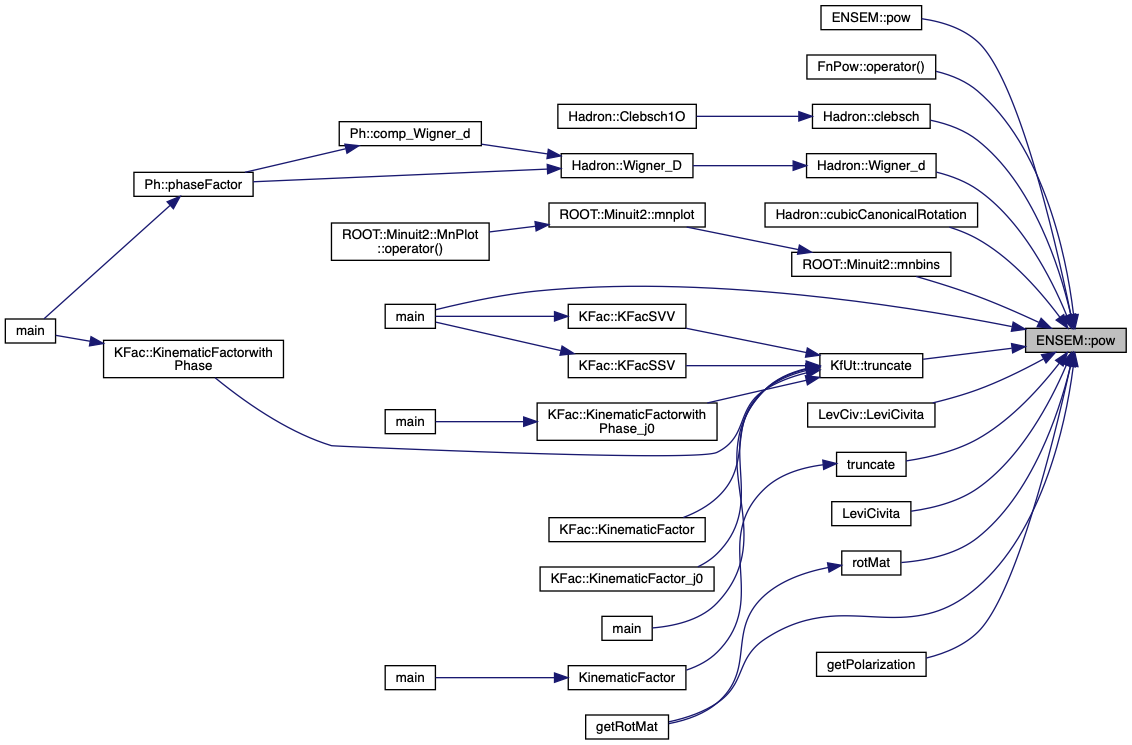 ENSEM::pow
FnPow::operator()
Hadron::Clebsch1O
Hadron::clebsch
Ph::comp_Wigner_d
Hadron::Wigner_D
Hadron::Wigner_d
Ph::phaseFactor
Hadron::cubicCanonicalRotation
ROOT::Minuit2::mnplot
ROOT::Minuit2::MnPlot
::operator()
ROOT::Minuit2::mnbins
main
KFac::KFacSVV
main
ENSEM::pow
KFac::KinematicFactorwith
Phase
KFac::KFacSSV
KfUt::truncate
KFac::KinematicFactorwith
Phase_j0
main
LevCiv::LeviCivita
truncate
LeviCivita
KFac::KinematicFactor
rotMat
KFac::KinematicFactor_j0
main
getPolarization
main
KinematicFactor
getRotMat